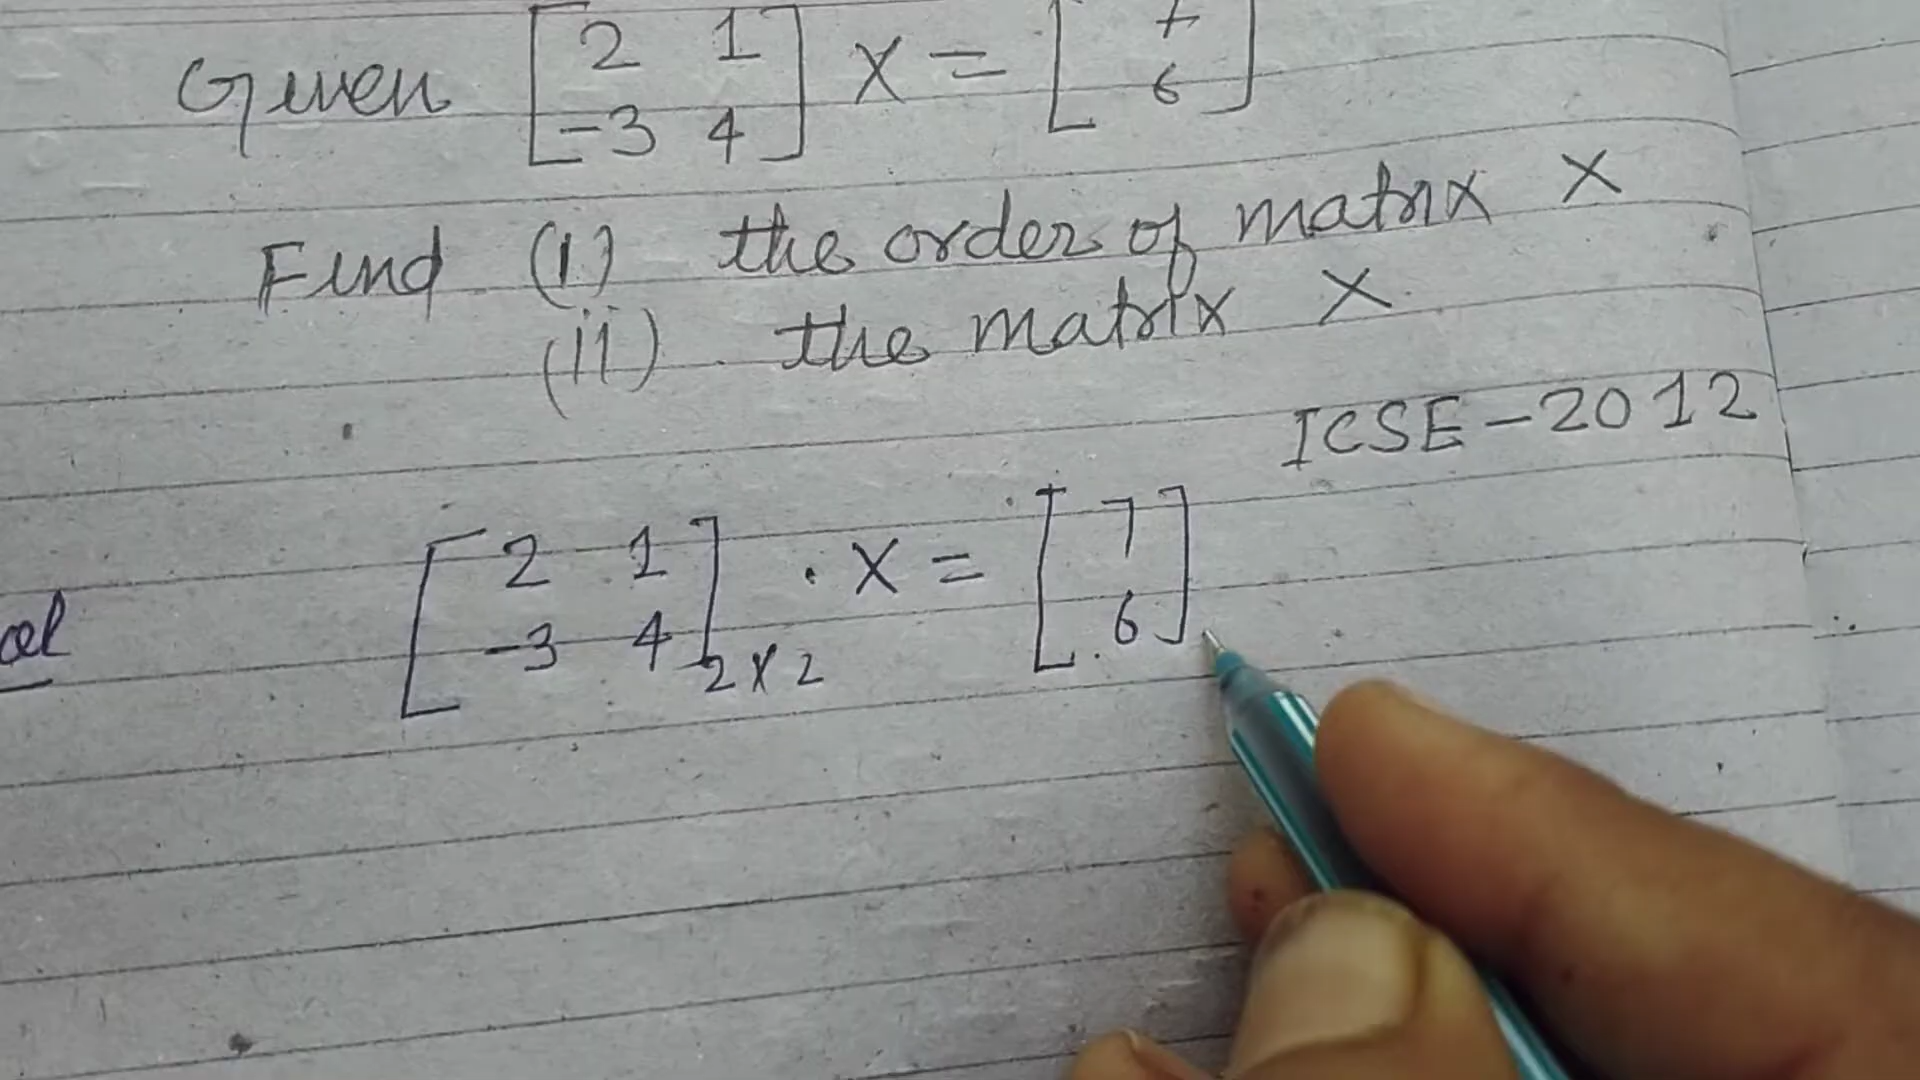 Given [2 1 -3 4] X = [7 6]
Find (i) the order of matrix X
(ii) the matrix X
ICSE-2012
Sol [2 1 -3 4]2x2 . X = [7 6]